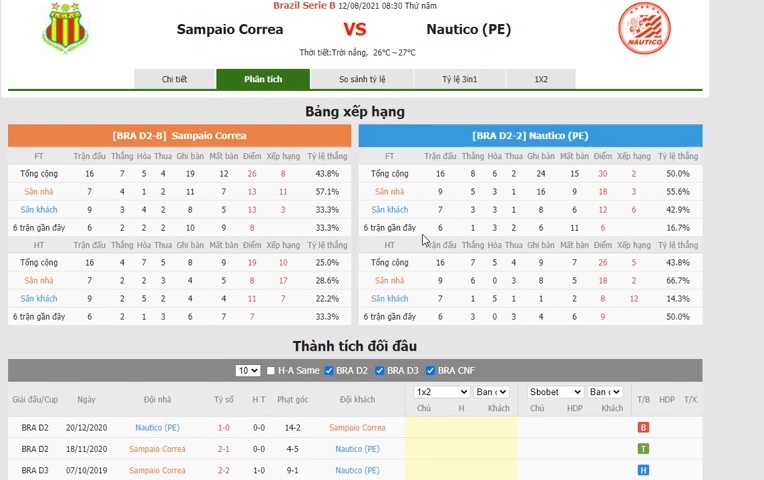 Brazil Serie B 12/08/2021 08:30 Thứ năm
Sampaio Correa VS Nautico (PE)
Thời tiết:Trời nắng, 26℃~27℃
NÁUTICO
Chi tiết Phân tích So sánh tỷ lệ Tỷ lệ 3in1 1X2
Bảng xếp hạng
[BRA D2-8] Sampaio Correa
FT Trận đấu Thắng Hòa Thua Ghi bàn Mất bàn Điểm Xếp hạng Tỷ lệ thắng
Tổng cộng 16 7 5 4 19 12 26 8 43.8%
Sân nhà 7 4 1 2 11 7 13 11 57.1%
Sân khách 9 3 4 2 8 5 13 3 33.3%
6 trận gần đây 6 2 2 2 10 9 8 33.3%
HT Trận đấu Thắng Hòa Thua Ghi bàn Mất bàn Điểm Xếp hạng Tỷ lệ thắng
Tổng cộng 16 4 7 5 8 9 19 10 25.0%
Sân nhà 7 2 2 3 4 5 8 17 28.6%
Sân khách 9 2 5 2 4 4 11 7 22.2%
6 trận gần đây 6 2 1 3 6 7 7 33.3%
[BRA D2-2] Nautico (PE)
FT Trận đấu Thắng Hòa Thua Ghi bàn Mất bàn Điểm Xếp hạng Tỷ lệ thắng
Tổng cộng 16 8 6 2 24 15 30 2 50.0%
Sân nhà 9 5 3 1 16 9 18 3 55.6%
Sân khách 7 3 3 1 8 6 12 6 42.9%
6 trận gần đây 6 1 3 2 6 11 6 16.7%
HT Trận đấu Thắng Hòa Thua Ghi bàn Mất bàn Điểm Xếp hạng Tỷ lệ thắng
Tổng cộng 16 7 5 4 9 7 26 5 43.8%
Sân nhà 9 6 0 3 8 5 18 2 66.7%
Sân khách 7 1 5 1 1 2 8 12 14.3%
6 trận gần đây 6 3 0 3 4 6 9 50.0%
Thành tích đối đầu
10 H-A Same BRA D2 BRA D3 BRA CNF
Giải đấu/Cup Ngày Đội nhà Tỷ số H T Phạt góc Đội khách 1x2 Ban c Sbobet Ban c T/B HDP T/X
Chủ H Khách Chủ HDP Khách
BRA D2 20/12/2020 Nautico (PE) 1-0 0-0 14-2 Sampaio Correa B
BRA D2 18/11/2020 Sampaio Correa 2-1 0-0 4-5 Nautico (PE) T
BRA D3 07/10/2019 Sampaio Correa 2-2 1-0 9-1 Nautico (PE) H